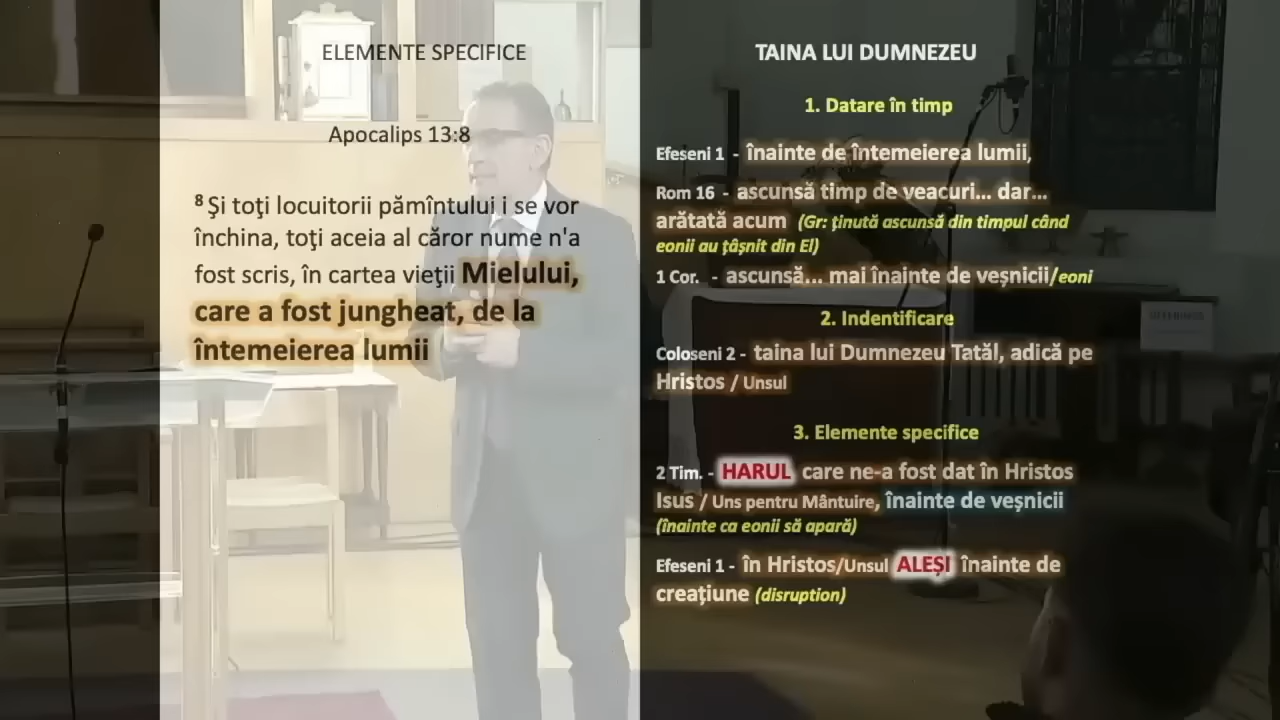 ELEMENTE SPECIFICE
Apocalips 13:8
8 Și toţi locuitorii pămîntului i se vor
închina, toţi aceia al căror nume n'a
fost scris, în cartea vieţii Mielului,
care a fost jungheat, de la
întemeierea lumii
TAINA LUI DUMNEZEU
1. Datare în timp
Efeseni 1 - înainte de întemeierea lumii,
Rom 16 - ascunsă timp de veacuri... dar...
arătată acum (Gr: ţinută ascunsă din timpul când
eonii au ţâșnit din El)
1 Cor. - ascunsă... mai înainte de veșnicii/eoni
2. Indentificare
Coloseni 2 - taina lui Dumnezeu Tatăl, adică pe
Hristos / Unsul
3. Elemente specifice
2 Tim. - HARUL care ne-a fost dat în Hristos
Isus / Uns pentru Mântuire, înainte de veșnicii
(înainte ca eonii să apară)
Efeseni 1 - în Hristos/Unsul ALEȘI înainte de
creațiune (disruption)